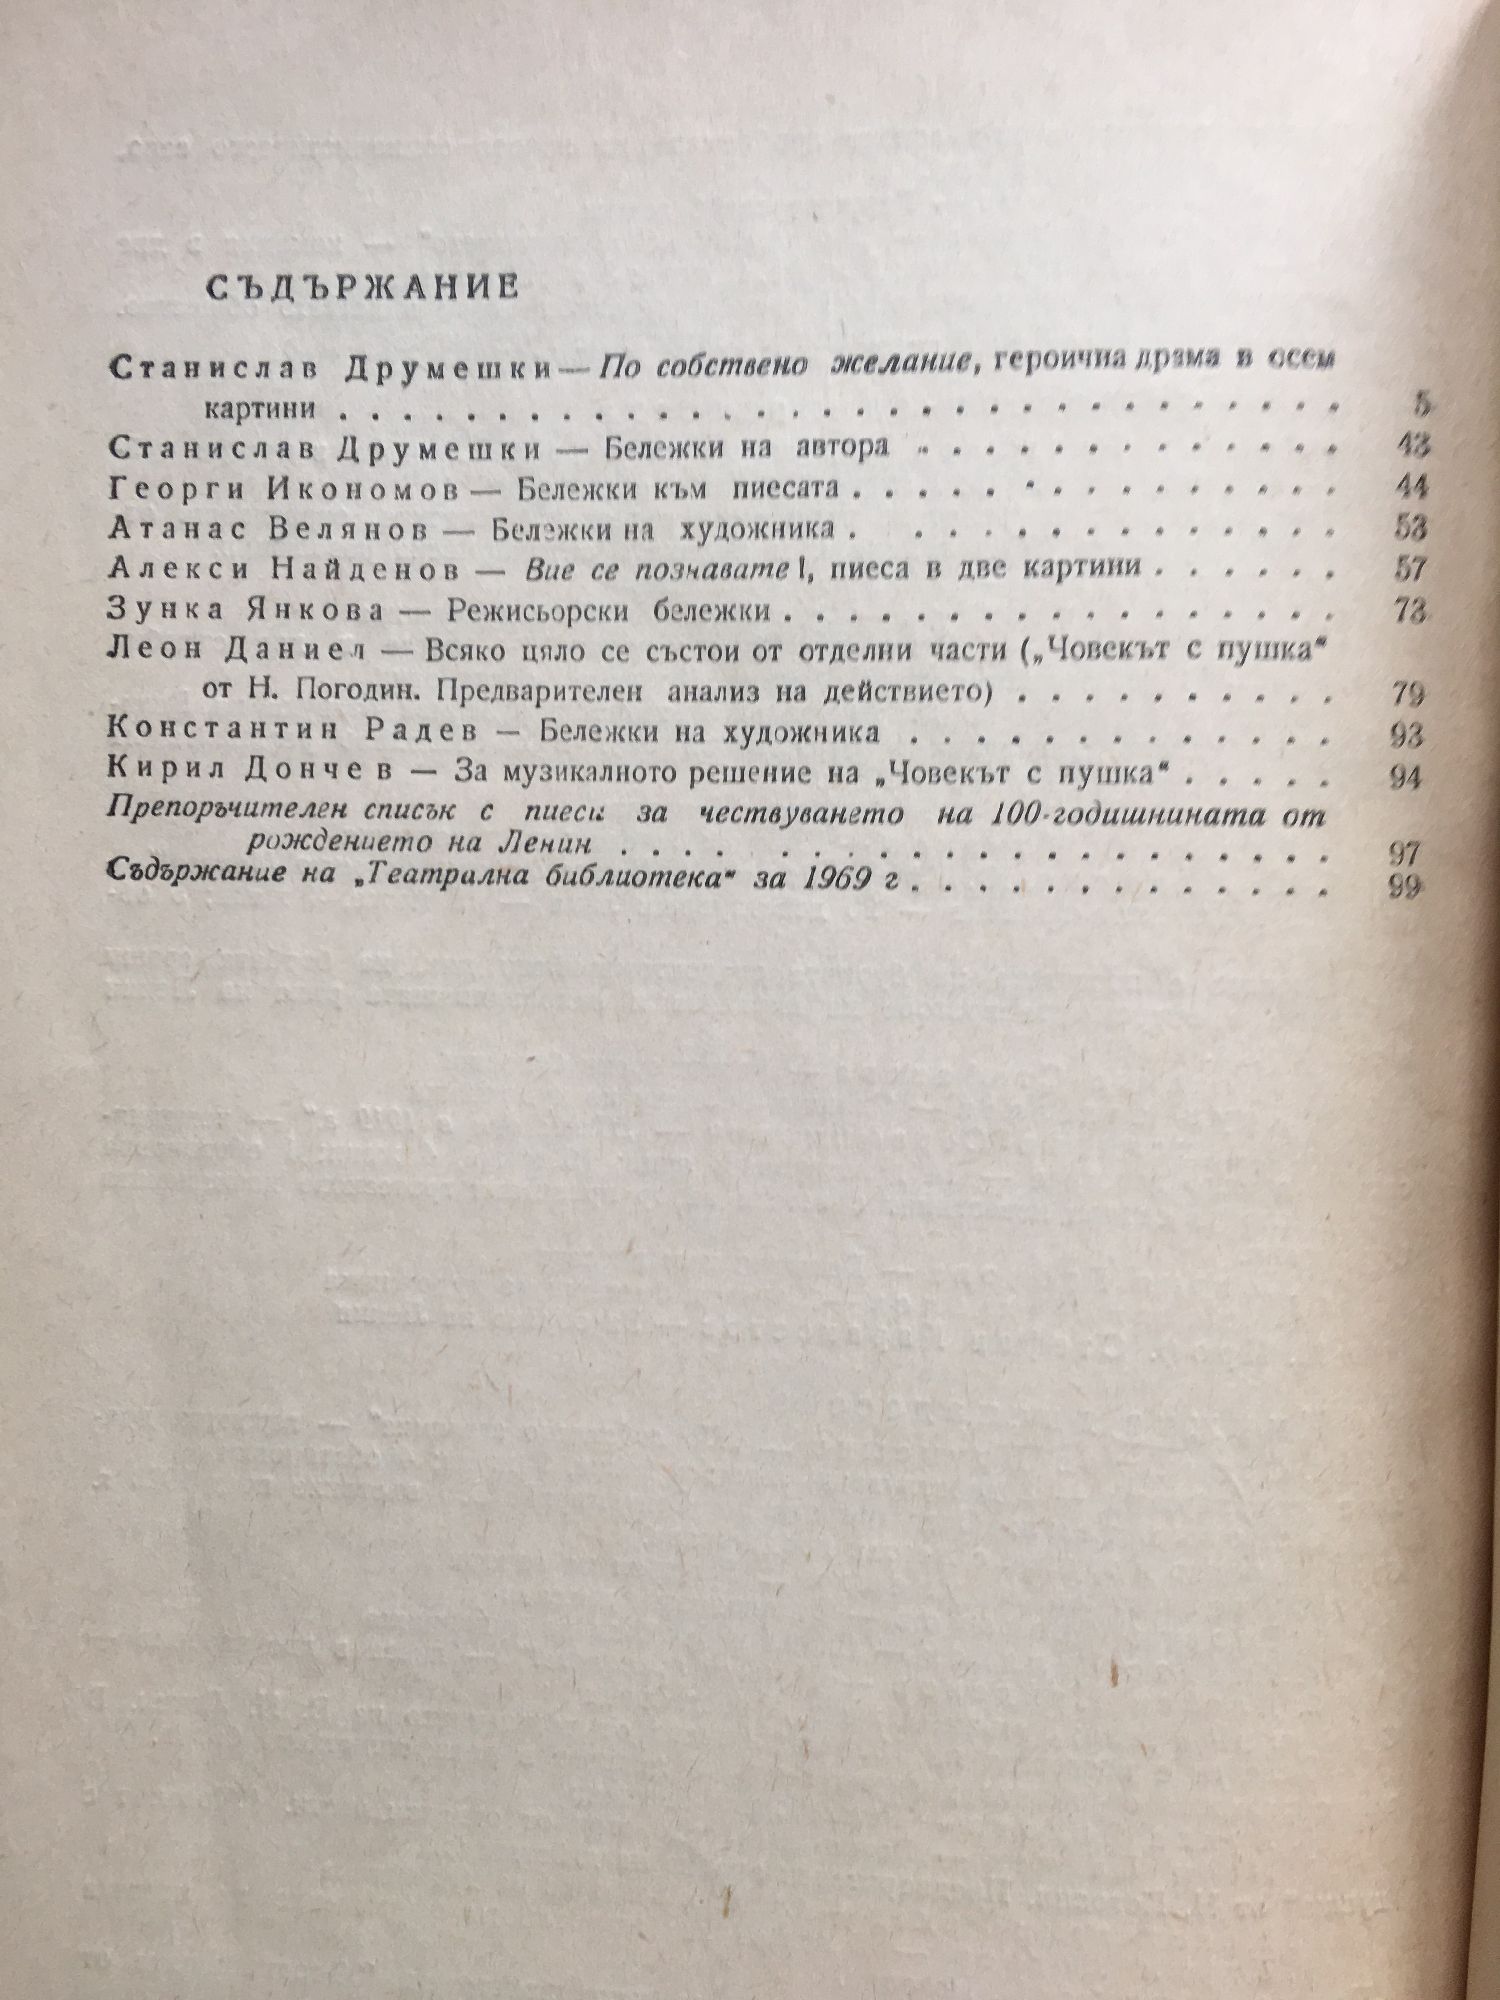 СЪДЪРЖАНИЕ
Станислав Друмешки — По собствено желание, героична драма в осем
картини . . . . . . . . . . . . . . . . . . . . . . . . . . . . . . 5
Станислав Друмешки — Бележки на автора . . . . . . . . . . . . . 43
Георги Икономов — Бележки към пиесата . . . . . . . . . . . . . . . 44
Атанас Велянов — Бележки на художника . . . . . . . . . . . . . . 53
Алекси Найденов — Вие се познавате!, пиеса в две картини . . . . . . 57
Зунка Янкова — Режисьорски бележки . . . . . . . . . . . . . . . . . 73
Леон Даниел — Всяко цяло се състои от отделни части („Човекът с пушка“
от Н. Погодин. Предварителен анализ на действието) . . . . . . . . . . 79
Константин Радев — Бележки на художника . . . . . . . . . . . . . 93
Кирил Дончев — За музикалното решение на „Човекът с пушка“ . . . . . 94
Препоръчителен списък с пиеси за чествуването на 100-годишнината от
рождението на Ленин . . . . . . . . . . . . . . . . . . . . . 97
Съдържание на „Театрална библиотека“ за 1969 г . . . . . . . . . . . . . 99